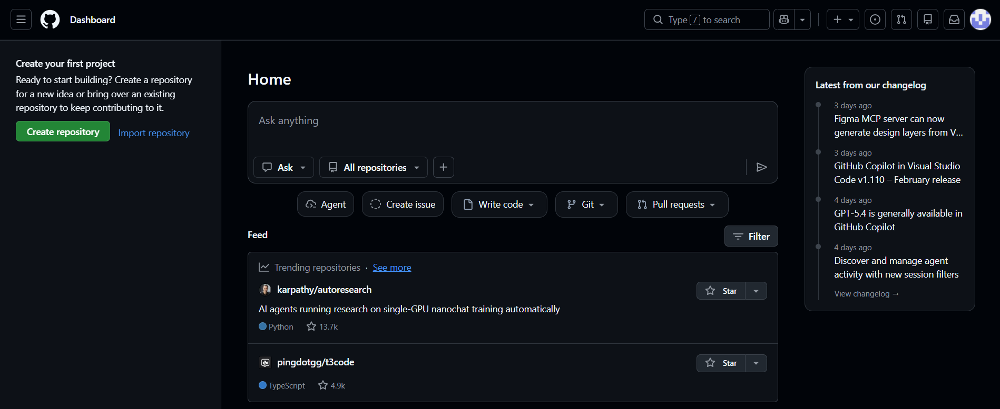 Dashboard
Type / to search
Create your first project
Ready to start building? Create a repository
for a new idea or bring over an existing
repository to keep contributing to it.
Create repository
Import repository
Home
Ask anything
Ask
All repositories
Agent
Create issue
Write code
Git
Pull requests
Feed
Filter
Trending repositories · See more
karpathy/autoresearch
Star
AI agents running research on single-GPU nanochat training automatically
Python
13.7k
pingdotgg/t3code
Star
TypeScript
4.9k
Latest from our changelog
3 days ago
Figma MCP server can now
generate design layers from V...
3 days ago
GitHub Copilot in Visual Studio
Code v1.110 – February release
4 days ago
GPT-5.4 is generally available in
GitHub Copilot
4 days ago
Discover and manage agent
activity with new session filters
View changelog →